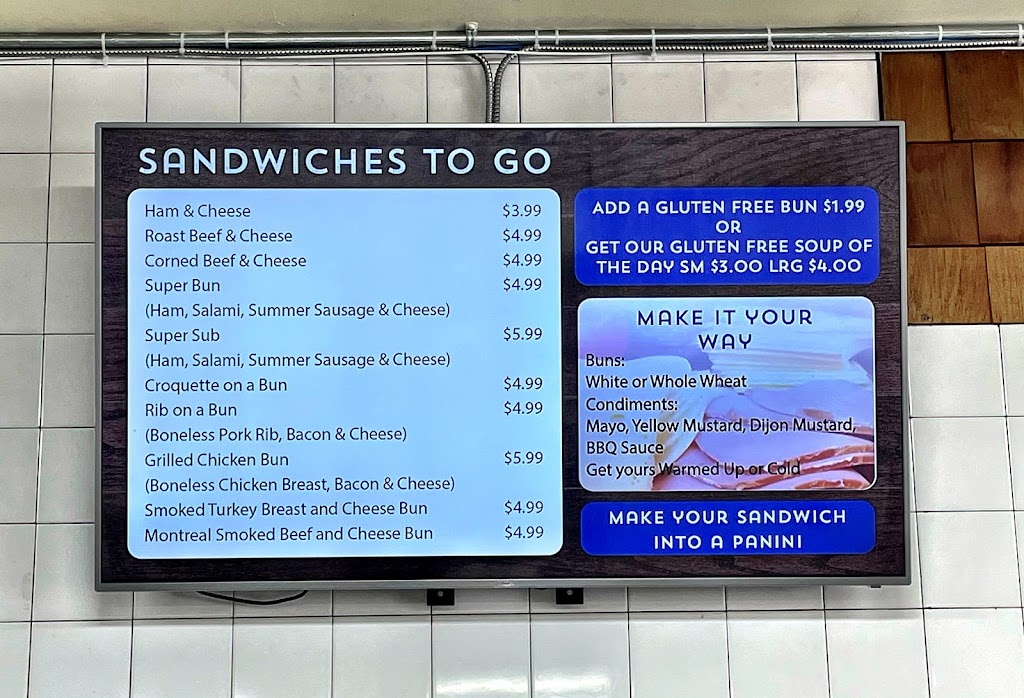 SANDWICHES TO GO
Ham & Cheese $3.99
Roast Beef & Cheese $4.99
Corned Beef & Cheese $4.99
Super Bun $4.99
(Ham, Salami, Summer Sausage & Cheese)
Super Sub $5.99
(Ham, Salami, Summer Sausage & Cheese)
Croquette on a Bun $4.99
Rib on a Bun $4.99
(Boneless Pork Rib, Bacon & Cheese)
Grilled Chicken Bun $5.99
(Boneless Chicken Breast, Bacon & Cheese)
Smoked Turkey Breast and Cheese Bun $4.99
Montreal Smoked Beef and Cheese Bun $4.99
ADD A GLUTEN FREE BUN $1.99
OR
GET OUR GLUTEN FREE SOUP OF
THE DAY SM $3.00 LRG $4.00
MAKE IT YOUR
WAY
Buns:
White or Whole Wheat
Condiments:
Mayo, Yellow Mustard, Dijon Mustard,
BBQ Sauce
Get yours Warmed Up or Cold
MAKE YOUR SANDWICH
INTO A PANINI